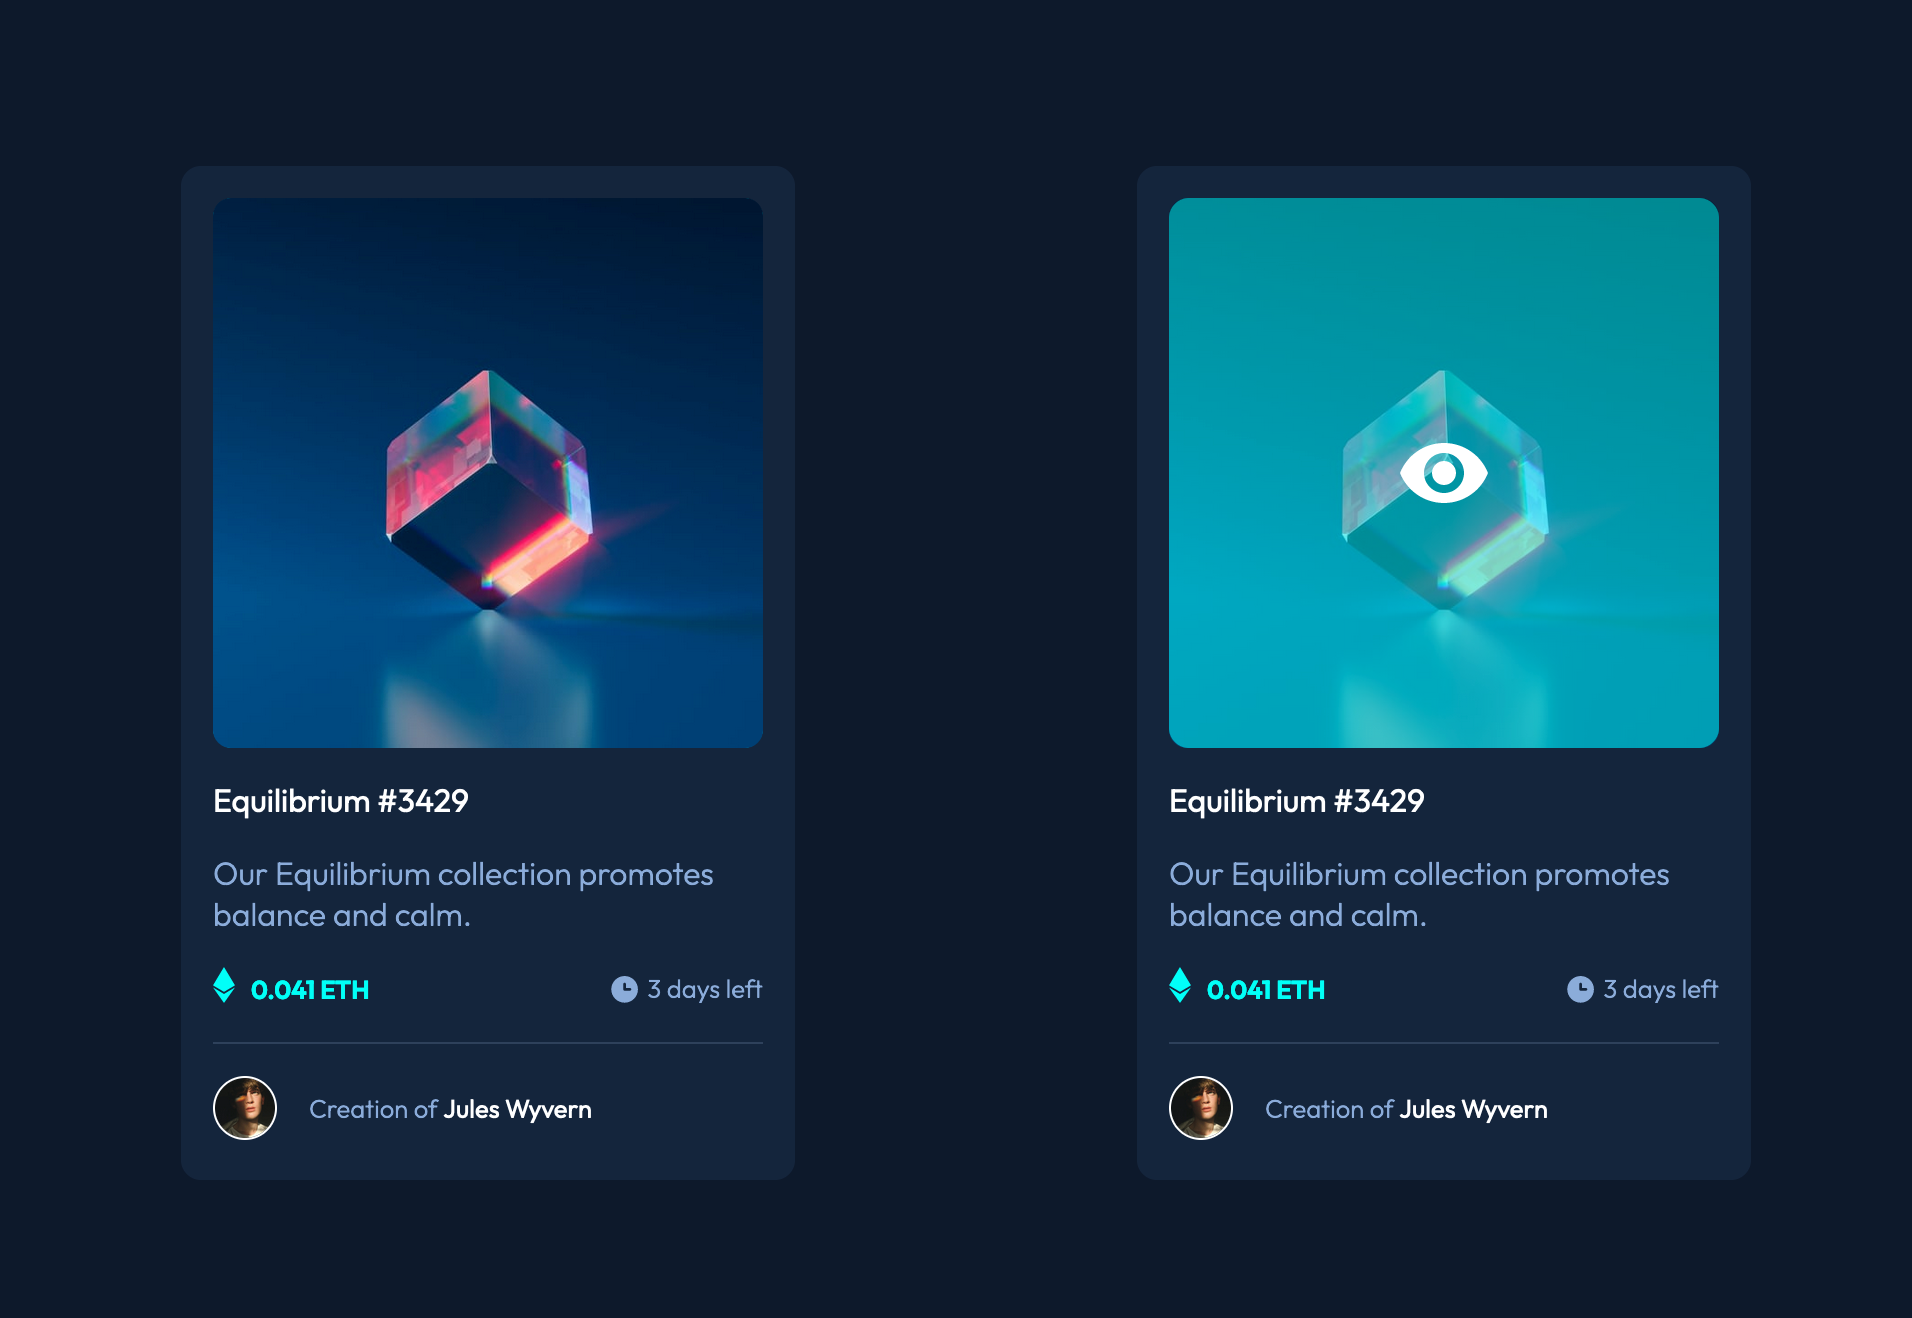 Equilibrium #3429
Our Equilibrium collection promotes
balance and calm.
0.041 ETH
3 days left
Creation of Jules Wyvern
Equilibrium #3429
Our Equilibrium collection promotes
balance and calm.
0.041 ETH
3 days left
Creation of Jules Wyvern